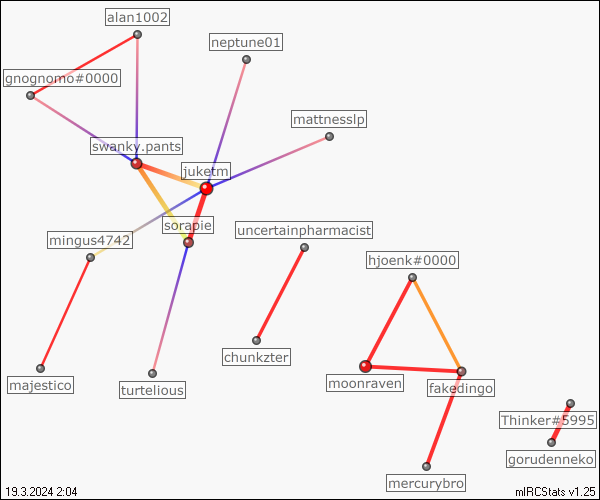 alan1002
neptune01
gnognomo#0000
mattnesslp
swanky.pants
juketm
sorapie
uncertainpharmacist
mingus4742
hjoenk#0000
chunkzter
majestico
turtelious
moonraven
fakedingo
Thinker#5995
gorudenneko
mercurybro
19.3.2024 2:04
mIRCStats v1.25